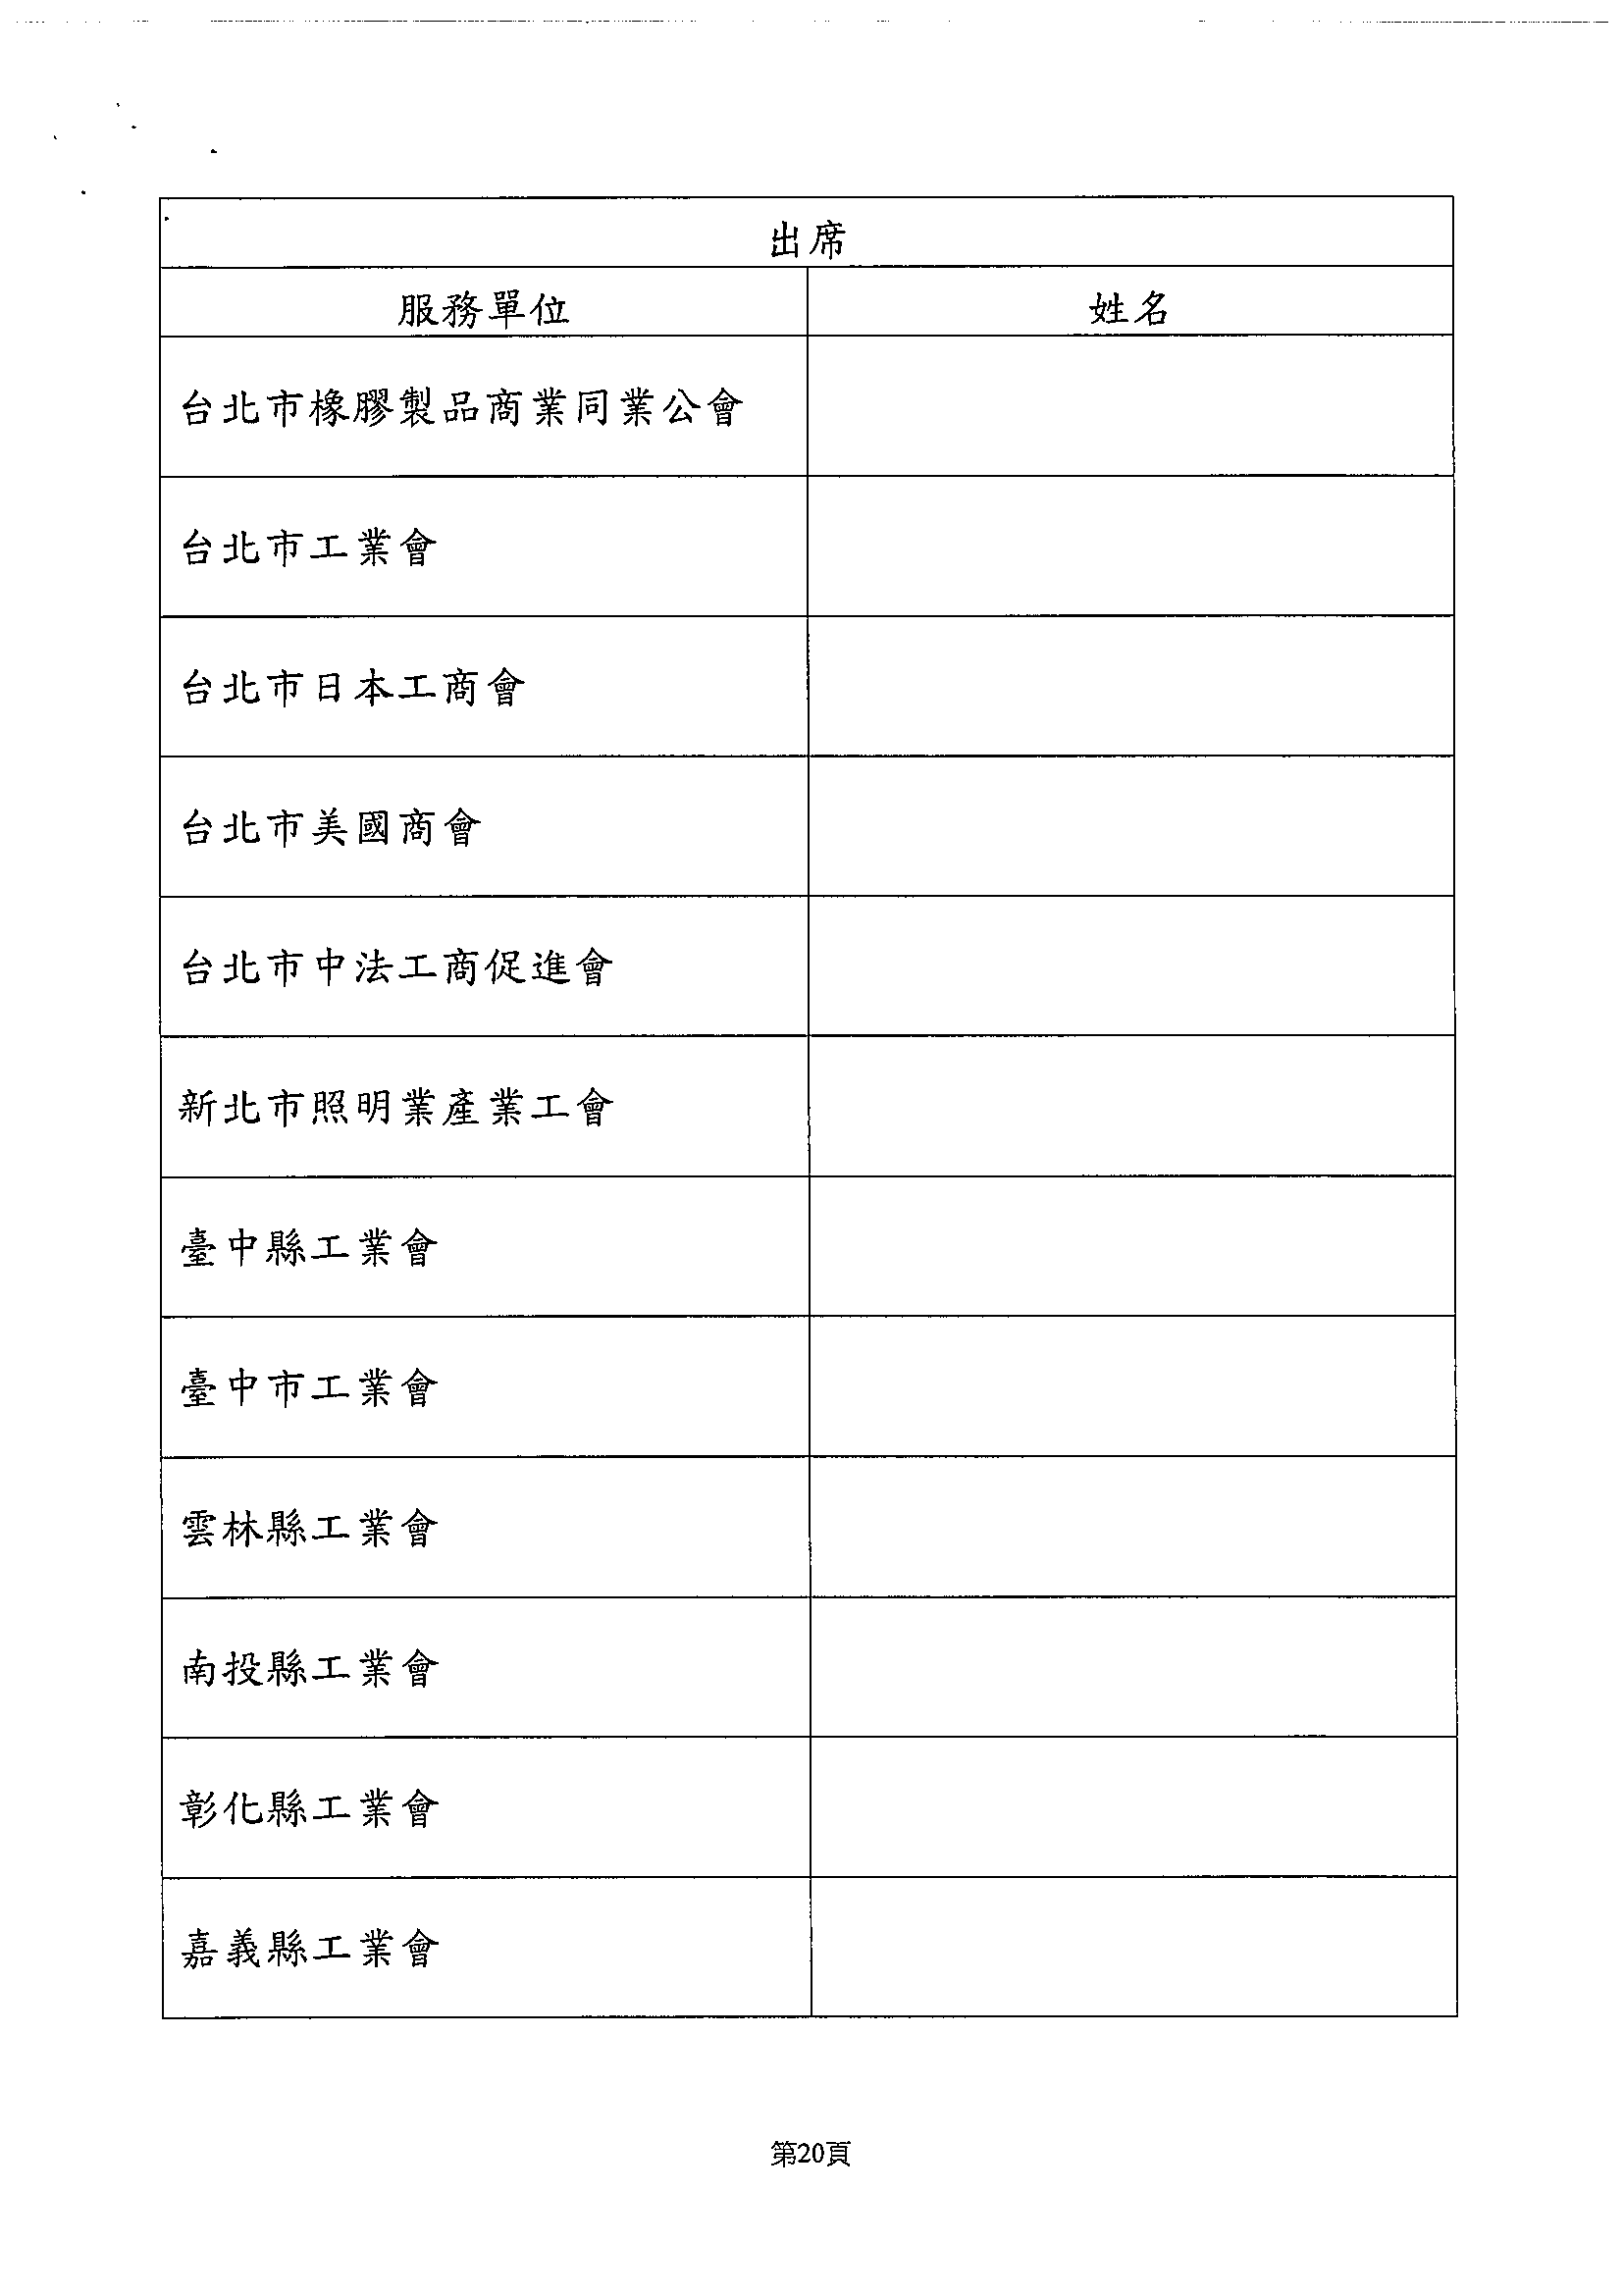 出席
服務單位 姓名
台北市橡膠製品商業同業公會
台北市工業會
台北市日本工商會
台北市美國商會
台北市中法工商促進會
新北市照明業產業工會
臺中縣工業會
臺中市工業會
雲林縣工業會
南投縣工業會
彰化縣工業會
嘉義縣工業會
第20頁